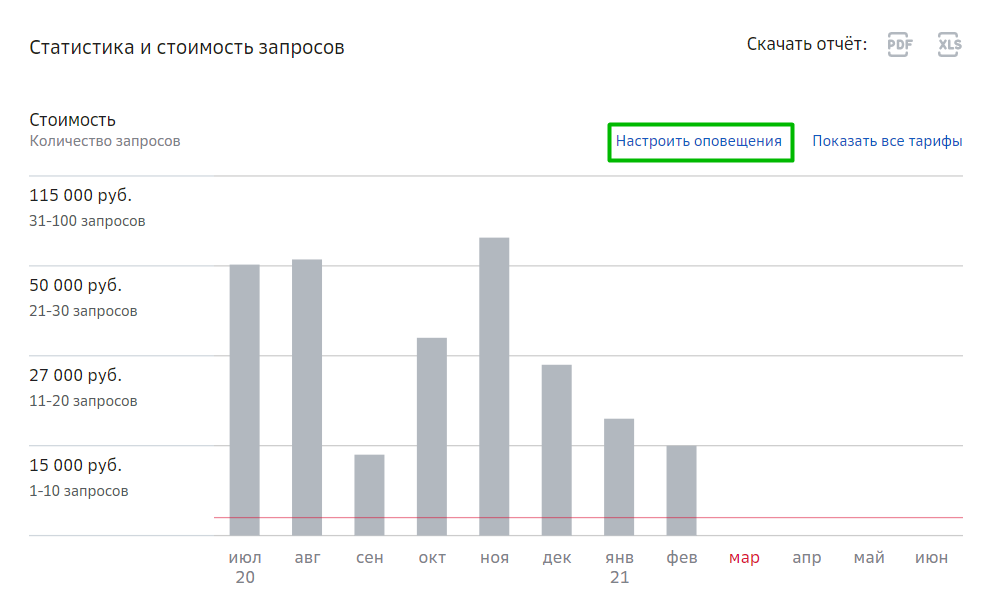 Статистика и стоимость запросов
Скачать отчёт: PDF XLS
Стоимость
Количество запросов
Настроить оповещения Показать все тарифы
115 000 руб.
31-100 запросов
50 000 руб.
21-30 запросов
27 000 руб.
11-20 запросов
15 000 руб.
1-10 запросов
июл авг сен окт ноя дек янв фев мар апр май июн
20 21